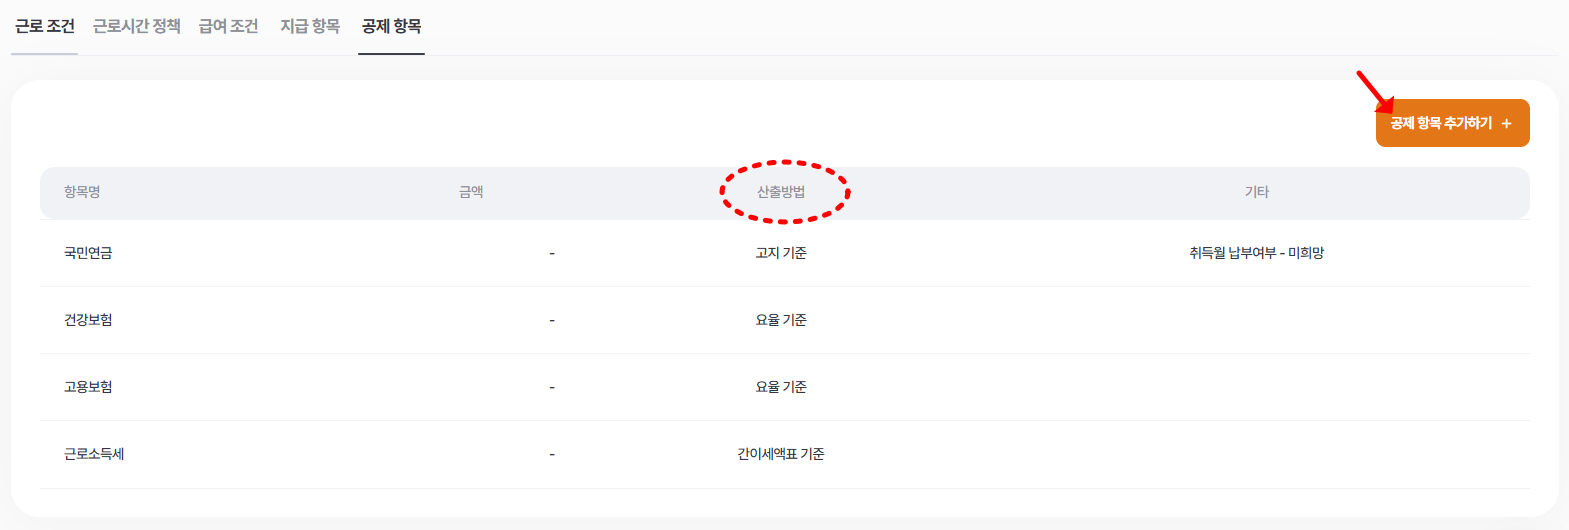 근로 조건 근로시간 정책 급여 조건 지급 항목 공제 항목
공제 항목 추가하기 +
항목명 금액 산출방법 기타
국민연금 - 고지 기준 취득월 납부여부 - 미희망
건강보험 - 요율 기준
고용보험 - 요율 기준
근로소득세 - 간이세액표 기준